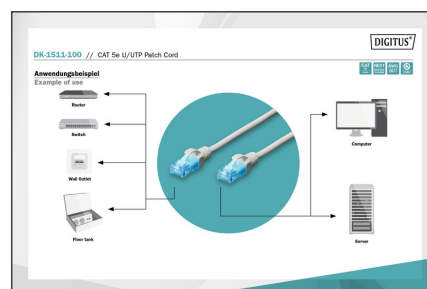 DIGITUS®
DK-1511-100 // CAT 5e U/UTP Patch Cord
Anwendungsbeispiel
Example of use
Router
Switch
Wall Outlet
Floor tank
Computer
Server